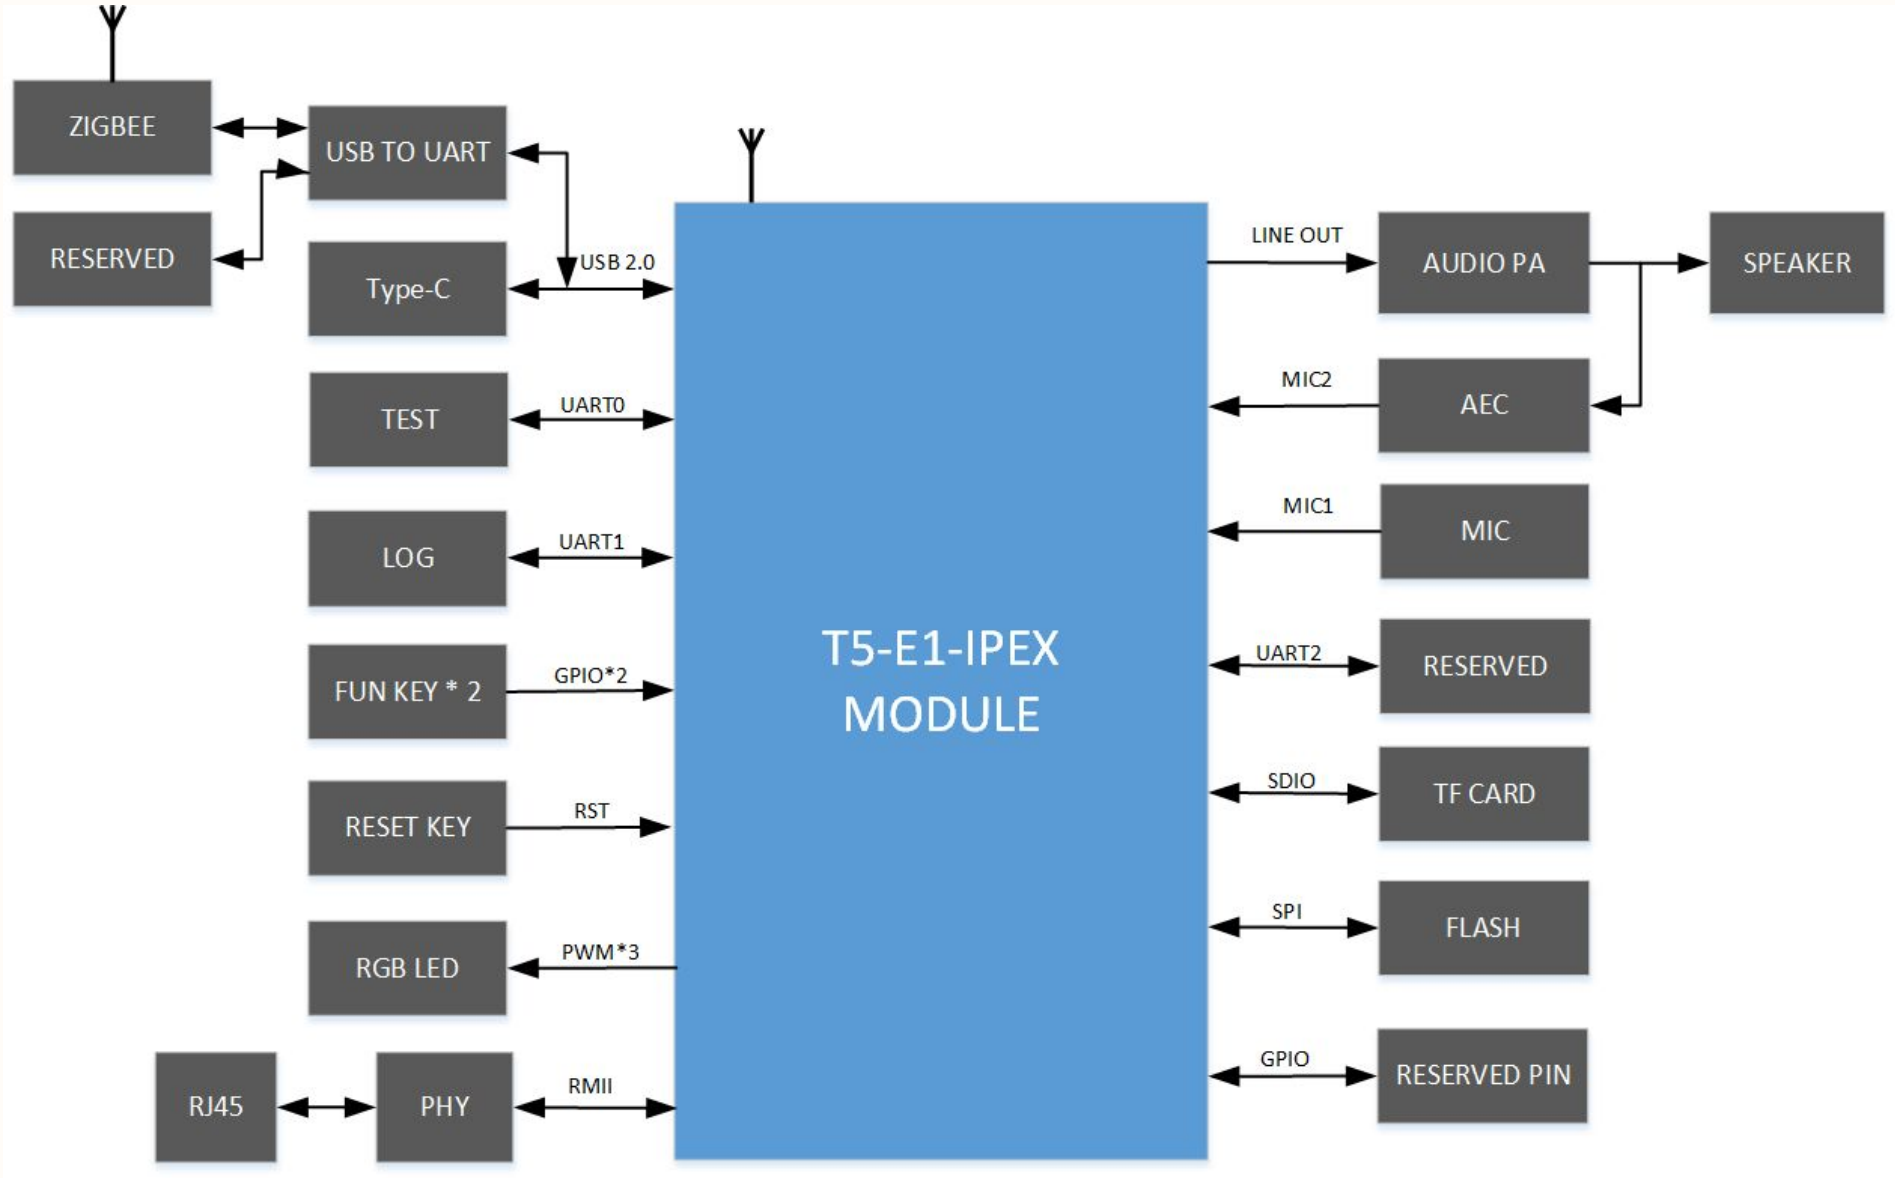 ZIGBEE
USB TO UART
RESERVED
Type-C
USB 2.0
TEST
UART0
LOG
UART1
FUN KEY * 2
GPIO*2
RESET KEY
RST
RGB LED
PWM*3
RJ45
PHY
RMII
T5-E1-IPEX
MODULE
LINE OUT
AUDIO PA
SPEAKER
MIC2
AEC
MIC1
MIC
UART2
RESERVED
SDIO
TF CARD
SPI
FLASH
GPIO
RESERVED PIN